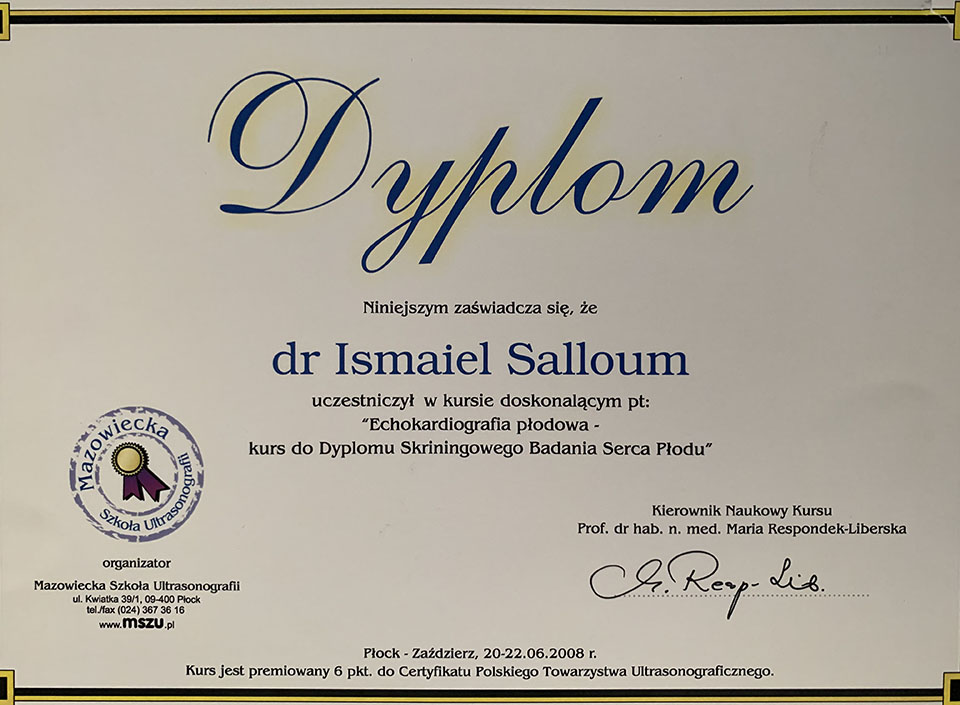 Dyplom
Niniejszym zaświadcza się, że
dr Ismaiel Salloum
uczestniczył w kursie doskonalącym pt:
“Echokardiografia płodowa -
kurs do Dyplomu Skriningowego Badania Serca Płodu”
Mazowiecka
Szkoła Ultrasonografii
organizator
Mazowiecka Szkoła Ultrasonografii
ul. Kwiatka 39/1, 09-400 Płock
tel./fax (024) 367 36 16
www.mszu.pl
Kierownik Naukowy Kursu
Prof. dr hab. n. med. Maria Respondek-Liberska
M. Resp- Lib.
Płock - Zaździerz, 20-22.06.2008 r.
Kurs jest premiowany 6 pkt. do Certyfikatu Polskiego Towarzystwa Ultrasonograficznego.